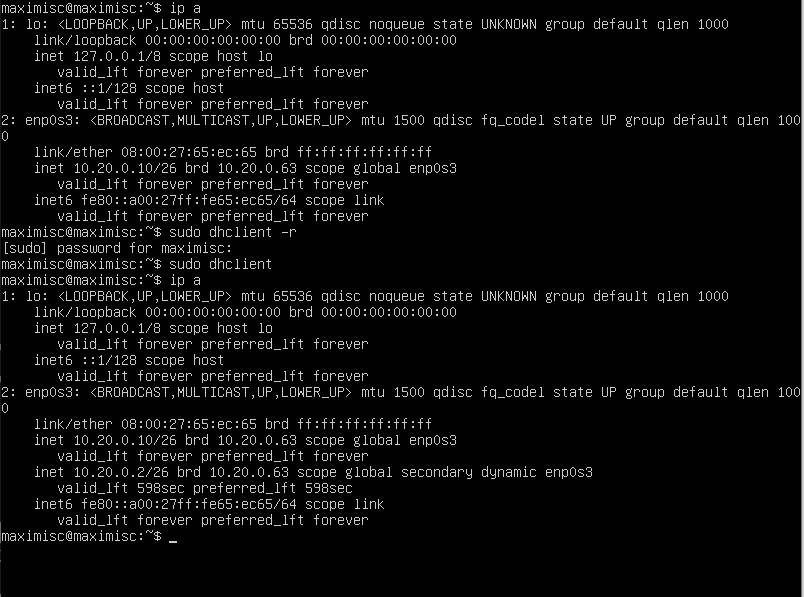 maximisc@maximisc:~$ ip a
1: lo: <LOOPBACK,UP,LOWER_UP> mtu 65536 qdisc noqueue state UNKNOWN group default qlen 1000
    link/loopback 00:00:00:00:00:00 brd 00:00:00:00:00:00
    inet 127.0.0.1/8 scope host lo
       valid_lft forever preferred_lft forever
    inet6 ::1/128 scope host
       valid_lft forever preferred_lft forever
2: enp0s3: <BROADCAST,MULTICAST,UP,LOWER_UP> mtu 1500 qdisc fq_codel state UP group default qlen 100
0
    link/ether 08:00:27:65:ec:65 brd ff:ff:ff:ff:ff:ff
    inet 10.20.0.10/26 brd 10.20.0.63 scope global enp0s3
       valid_lft forever preferred_lft forever
    inet6 fe80::a00:27ff:fe65:ec65/64 scope link
       valid_lft forever preferred_lft forever
maximisc@maximisc:~$ sudo dhclient -r
[sudo] password for maximisc:
maximisc@maximisc:~$ sudo dhclient
maximisc@maximisc:~$ ip a
1: lo: <LOOPBACK,UP,LOWER_UP> mtu 65536 qdisc noqueue state UNKNOWN group default qlen 1000
    link/loopback 00:00:00:00:00:00 brd 00:00:00:00:00:00
    inet 127.0.0.1/8 scope host lo
       valid_lft forever preferred_lft forever
    inet6 ::1/128 scope host
       valid_lft forever preferred_lft forever
2: enp0s3: <BROADCAST,MULTICAST,UP,LOWER_UP> mtu 1500 qdisc fq_codel state UP group default qlen 100
0
    link/ether 08:00:27:65:ec:65 brd ff:ff:ff:ff:ff:ff
    inet 10.20.0.10/26 brd 10.20.0.63 scope global enp0s3
       valid_lft forever preferred_lft forever
    inet 10.20.0.2/26 brd 10.20.0.63 scope global secondary dynamic enp0s3
       valid_lft 598sec preferred_lft 598sec
    inet6 fe80::a00:27ff:fe65:ec65/64 scope link
       valid_lft forever preferred_lft forever
maximisc@maximisc:~$ _